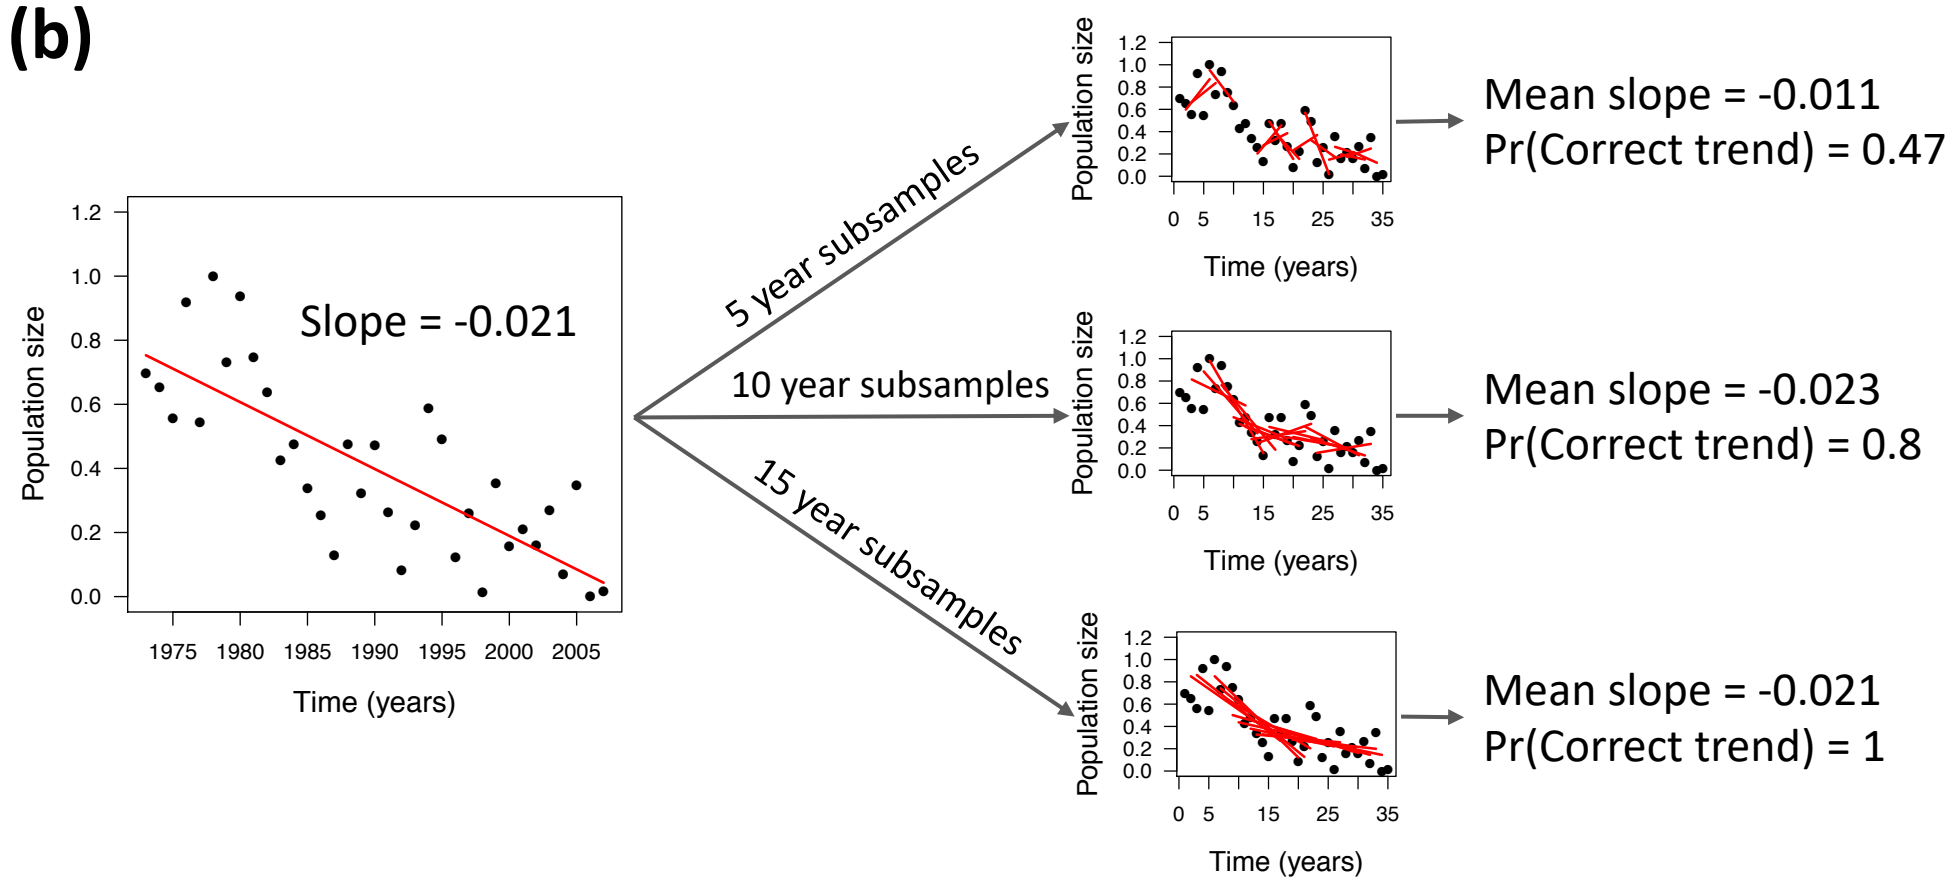 (b)
Population size
1.2
1.0
0.8
0.6
0.4
0.2
0.0
Slope = -0.021
1975 1980 1985 1990 1995 2000 2005
Time (years)
5 year subsamples
10 year subsamples
15 year subsamples
Population size
1.2
1.0
0.8
0.6
0.4
0.2
0.0
0 5 15 25 35
Time (years)
Mean slope = -0.011
Pr(Correct trend) = 0.47
Population size
1.2
1.0
0.8
0.6
0.4
0.2
0.0
0 5 15 25 35
Time (years)
Mean slope = -0.023
Pr(Correct trend) = 0.8
Population size
1.2
1.0
0.8
0.6
0.4
0.2
0.0
0 5 15 25 35
Time (years)
Mean slope = -0.021
Pr(Correct trend) = 1